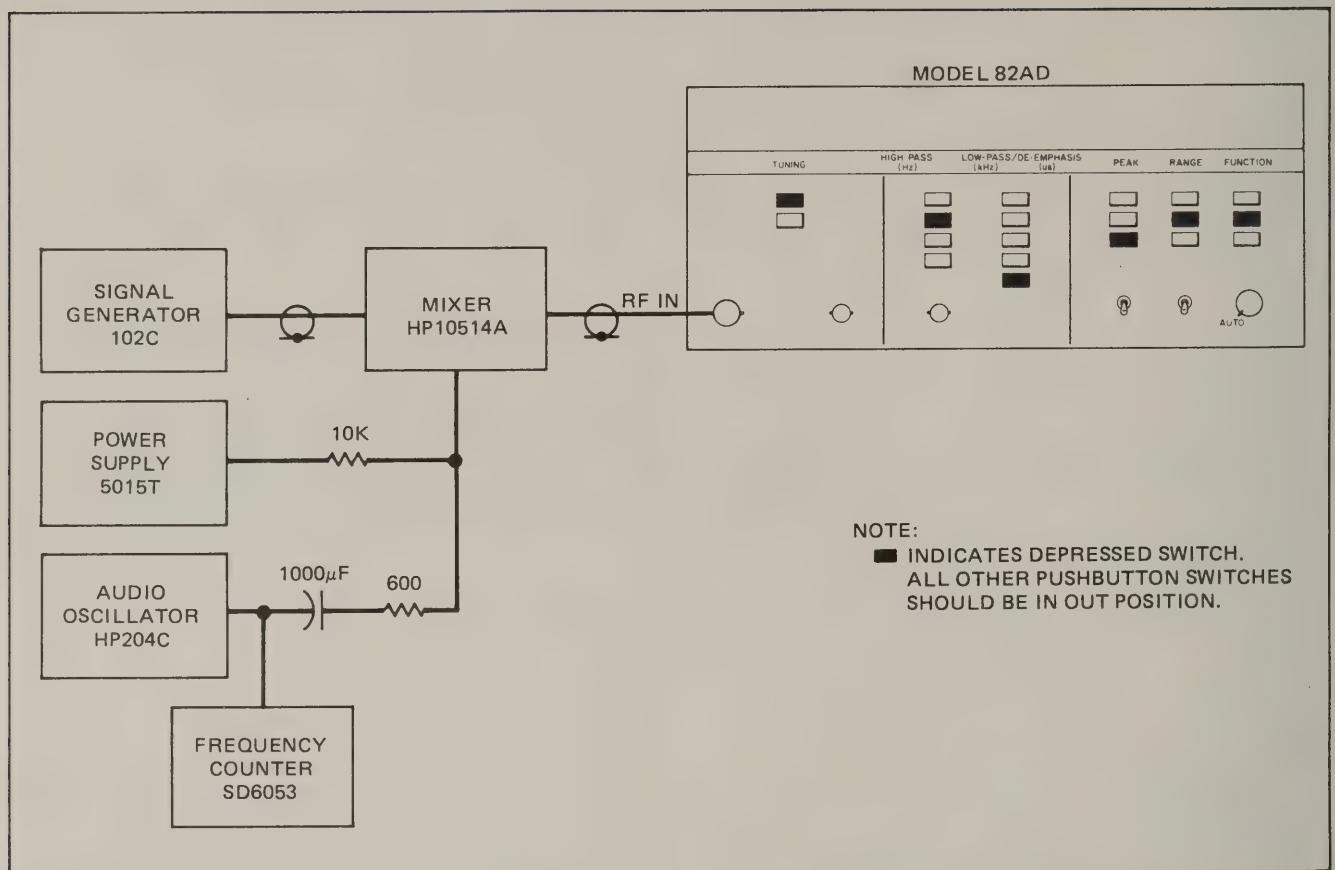 MODEL 82AD
TUNING
HIGH PASS
(Hz)
LOW-PASS/DE-EMPHASIS
(kHz) (us)
PEAK
RANGE
FUNCTION
AUTO
SIGNAL
GENERATOR
102C
MIXER
HP10514A
RF IN
POWER
SUPPLY
5015T
10K
AUDIO
OSCILLATOR
HP204C
1000µF
600
FREQUENCY
COUNTER
SD6053
NOTE:
INDICATES DEPRESSED SWITCH.
ALL OTHER PUSHBUTTON SWITCHES
SHOULD BE IN OUT POSITION.